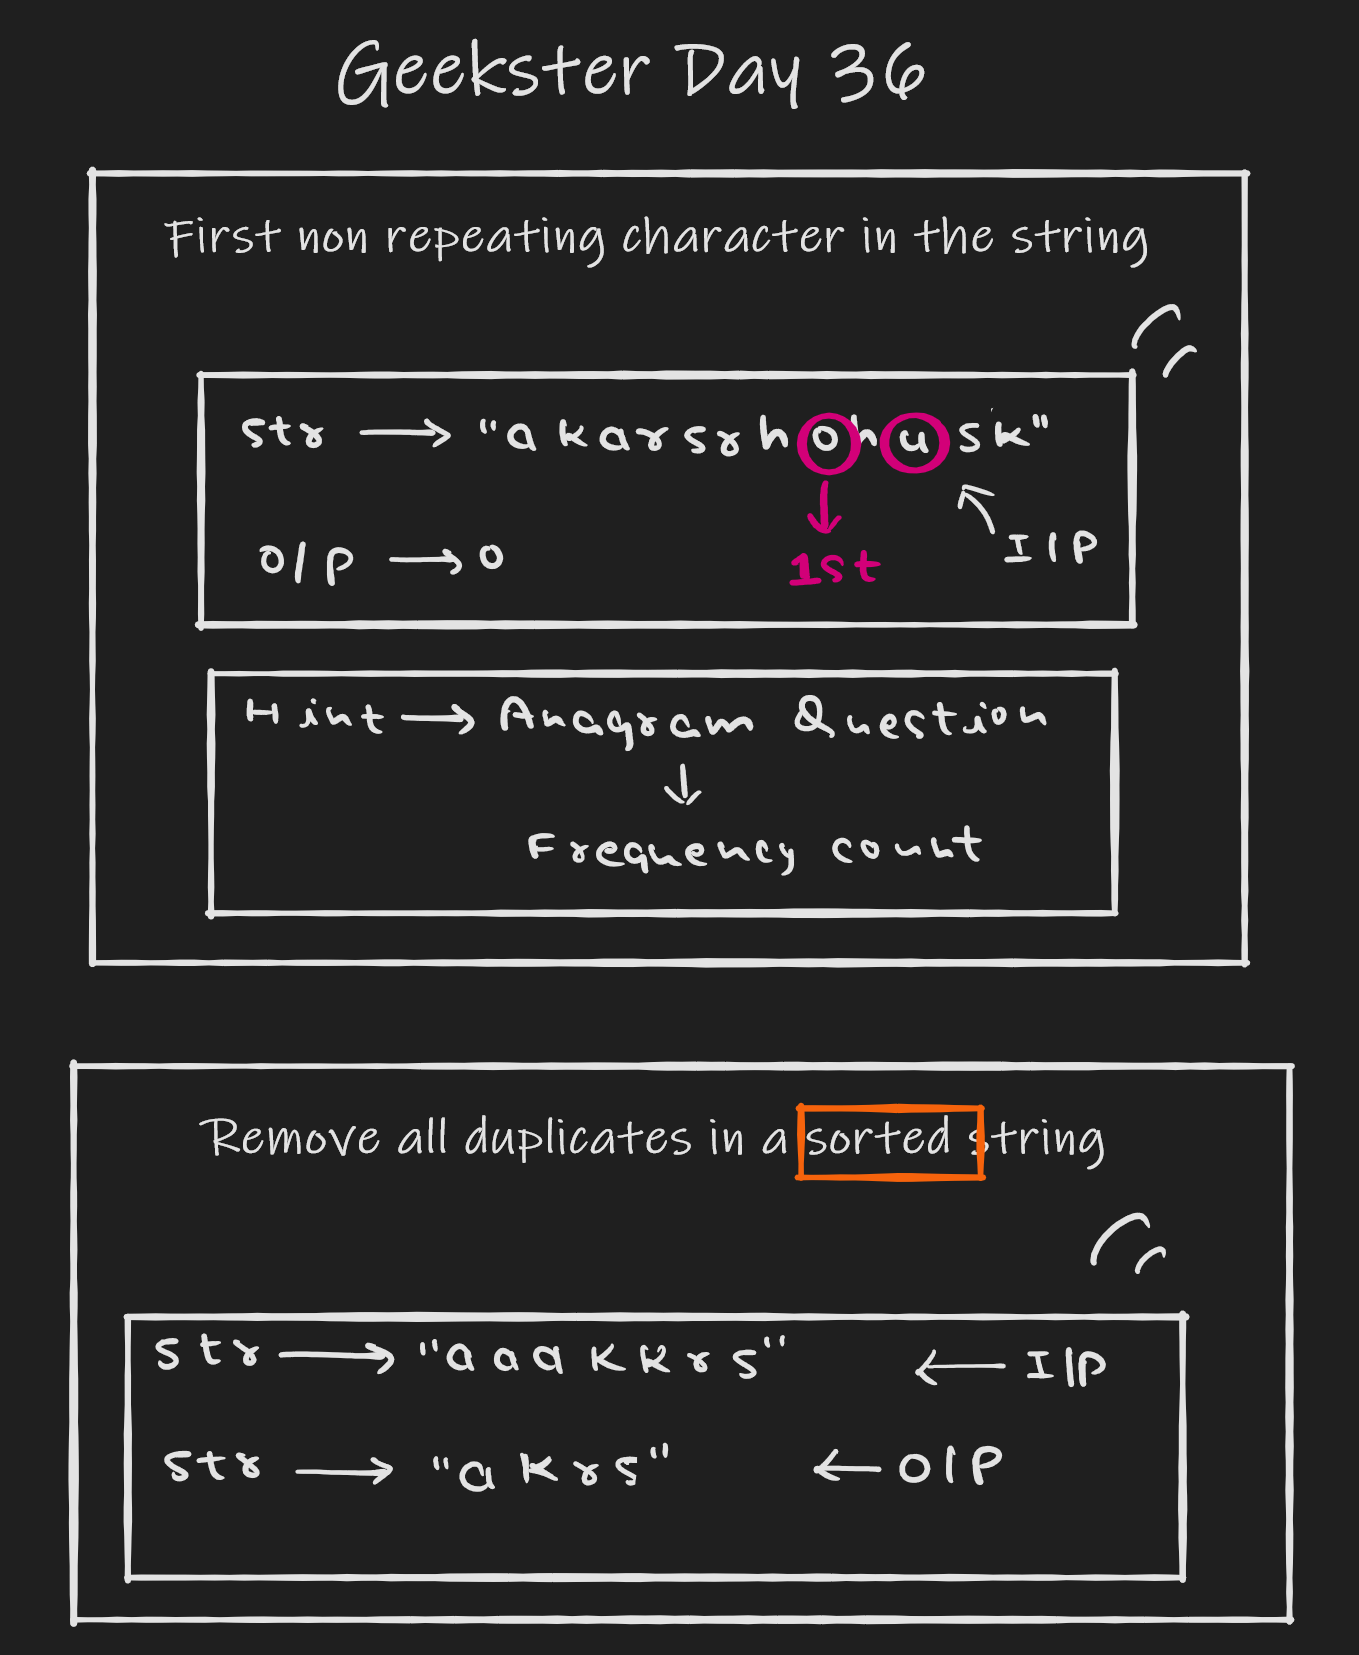 Geekster Day 36
First non repeating character in the string
str → "akarsrhohusk"
O/P → o
1st
I/P
Hint → Anagram Question
↓
Frequency count
Remove all duplicates in a sorted string
str → "aaakkrs" ← I/P
str → "akrs" ← O/P